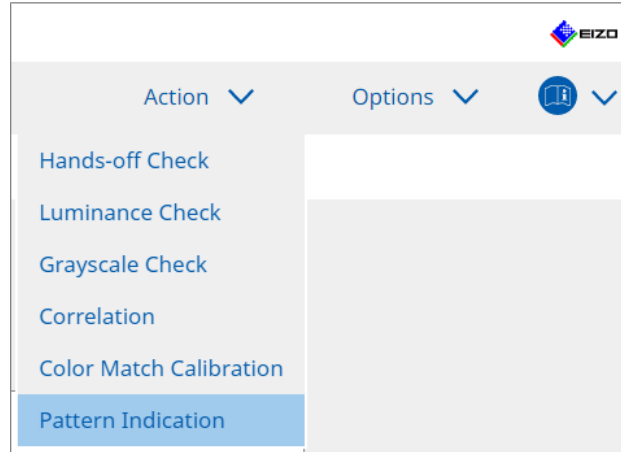 EIZO
Action Options
Hands-off Check
Luminance Check
Grayscale Check
Correlation
Color Match Calibration
Pattern Indication